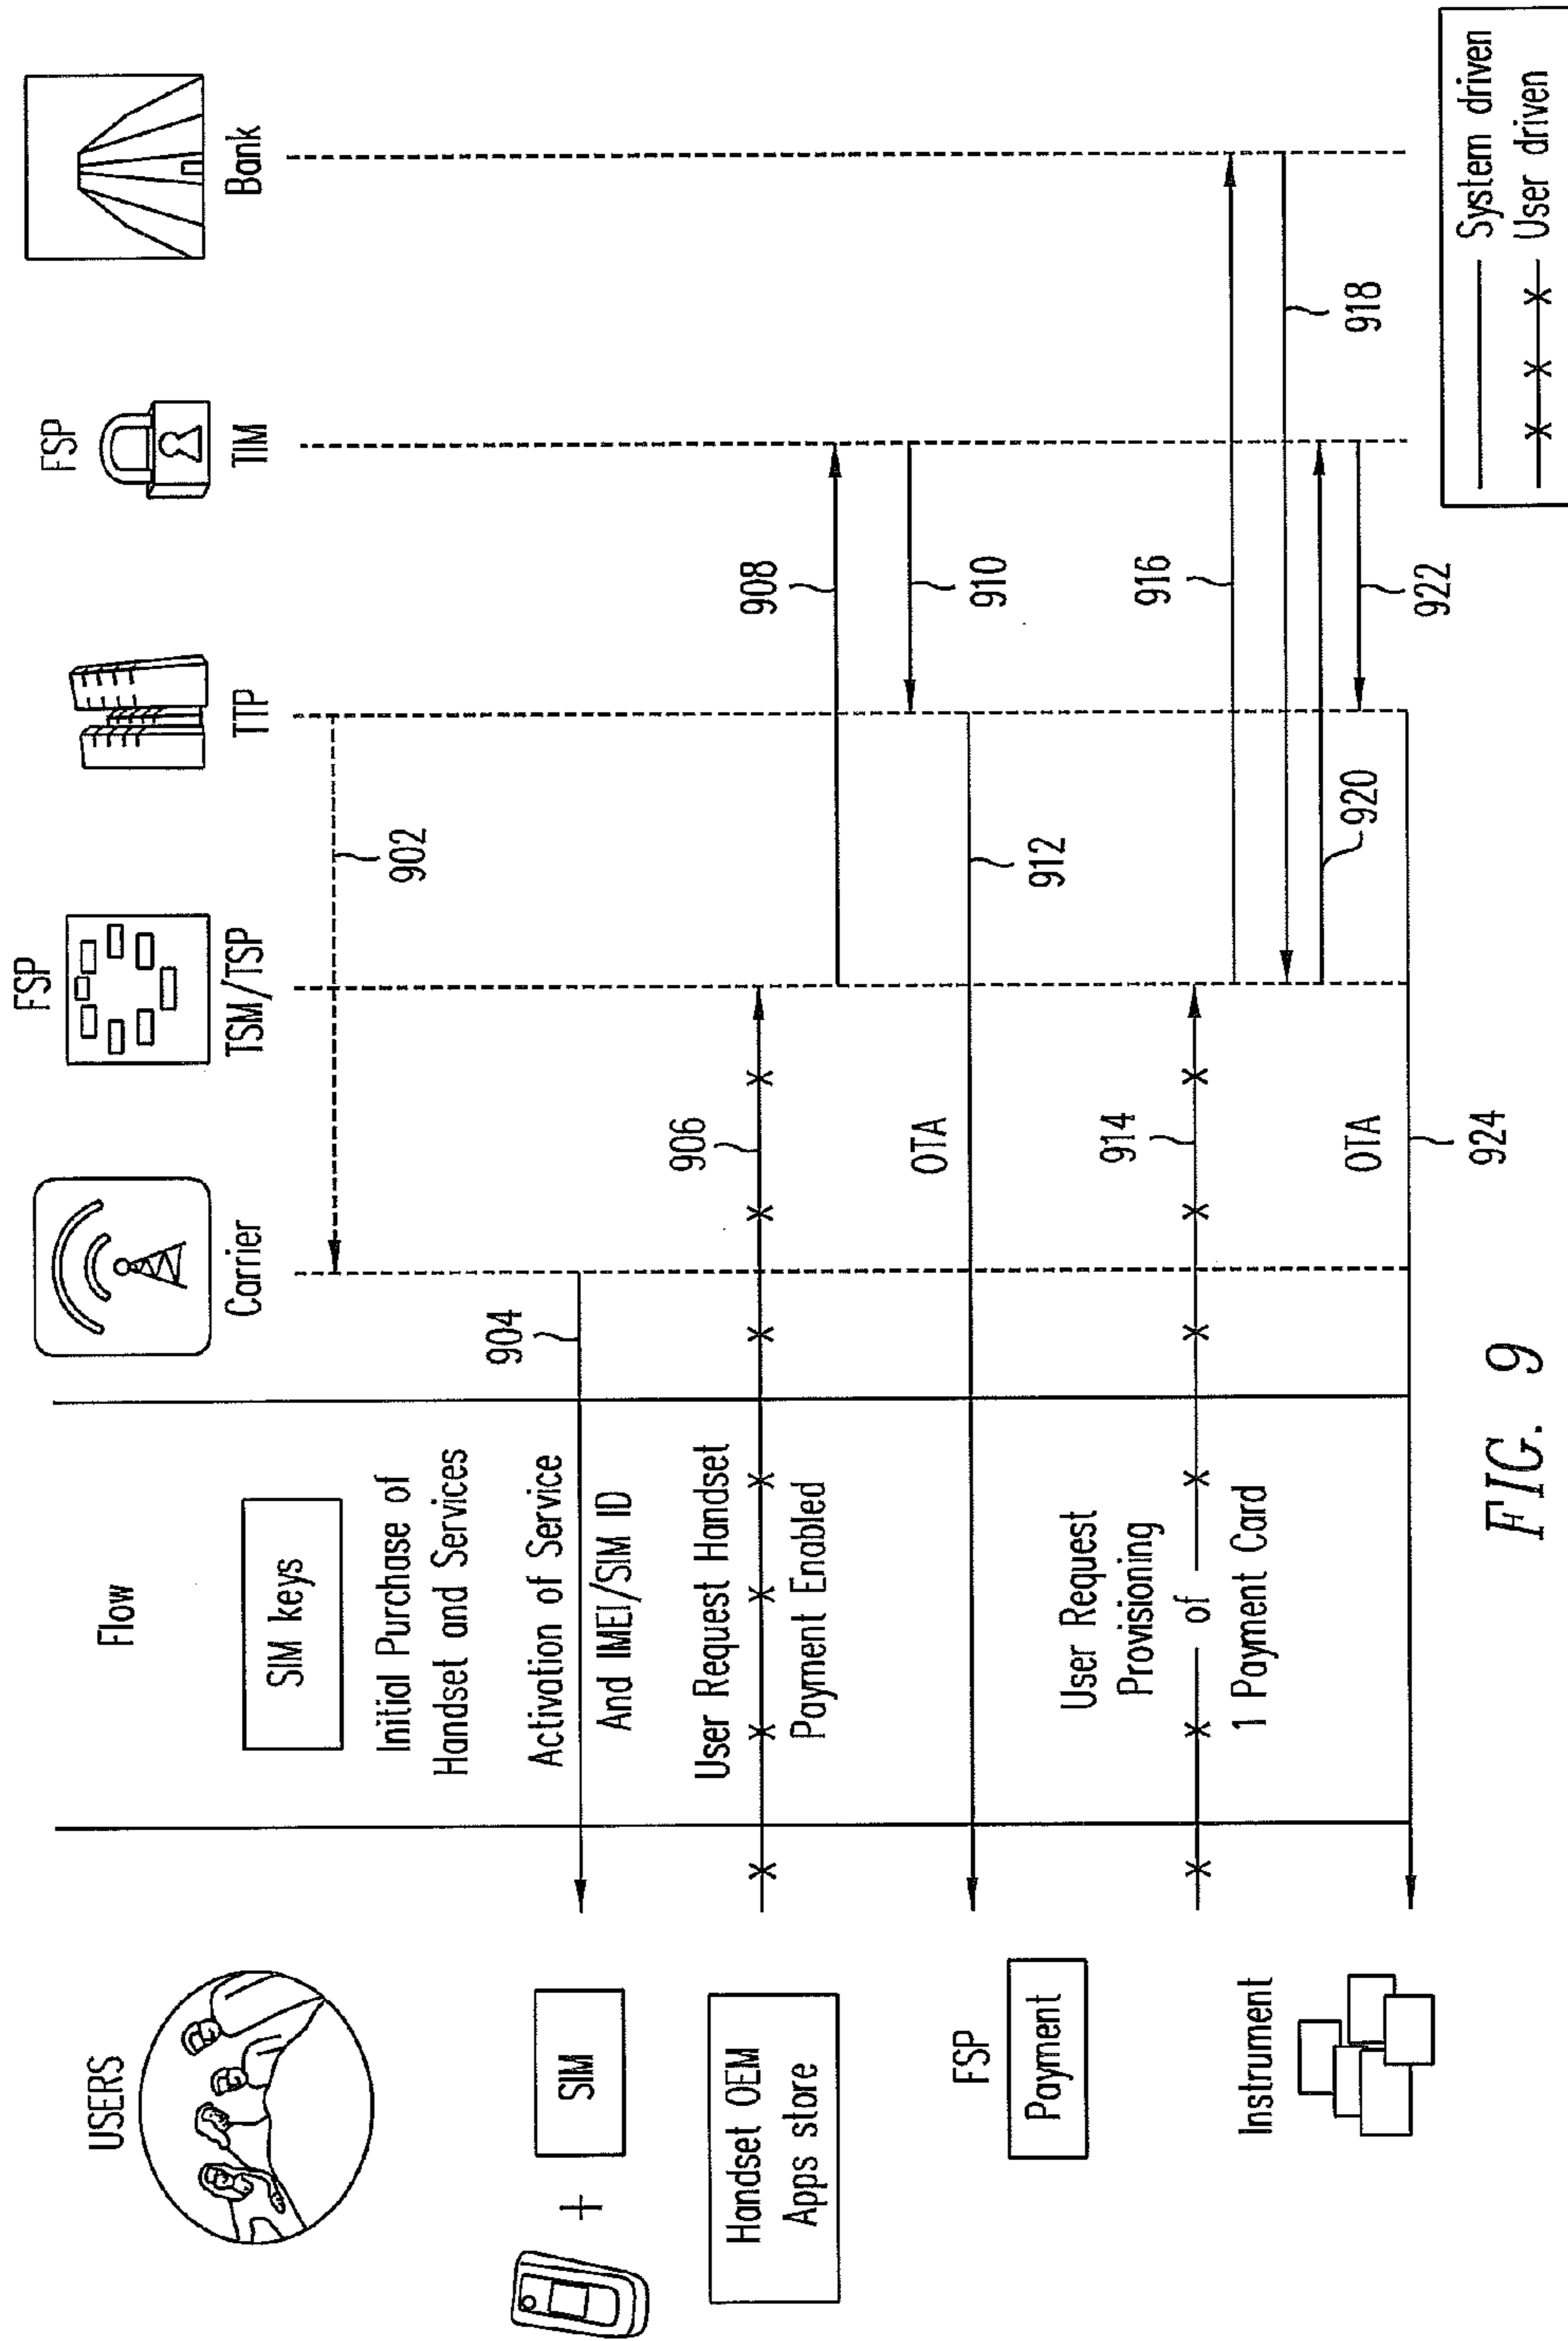 USERS
Flow
Carrier
FSP
TSM/TSP
TTP
FSP
TIM
Bank
SIM keys
902
Initial Purchase of
Handset and Services
+
SIM
Activation of Service
And IMEI/SIM ID
904
Handset OEM
Apps store
User Request Handset
Payment Enabled
906
908
910
OTA
912
FSP
Payment
User Request
Provisioning
of
1 Payment Card
914
916
918
920
Instrument
922
OTA
924
System driven
User driven
FIG. 9